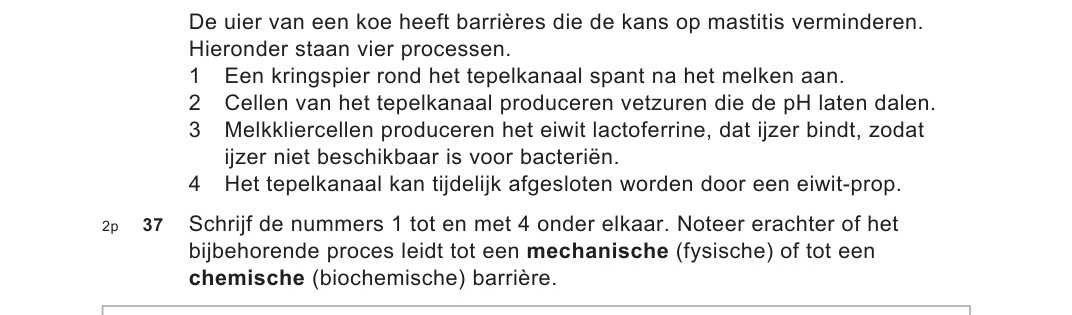 De uier van een koe heeft barrières die de kans op mastitis verminderen.
Hieronder staan vier processen.
1 Een kringspier rond het tepelkanaal spant na het melken aan.
2 Cellen van het tepelkanaal produceren vetzuren die de pH laten dalen.
3 Melkkliercellen produceren het eiwit lactoferrine, dat ijzer bindt, zodat
ijzer niet beschikbaar is voor bacteriën.
4 Het tepelkanaal kan tijdelijk afgesloten worden door een eiwit-prop.
2p 37 Schrijf de nummers 1 tot en met 4 onder elkaar. Noteer erachter of het
bijbehorende proces leidt tot een mechanische (fysische) of tot een
chemische (biochemische) barrière.